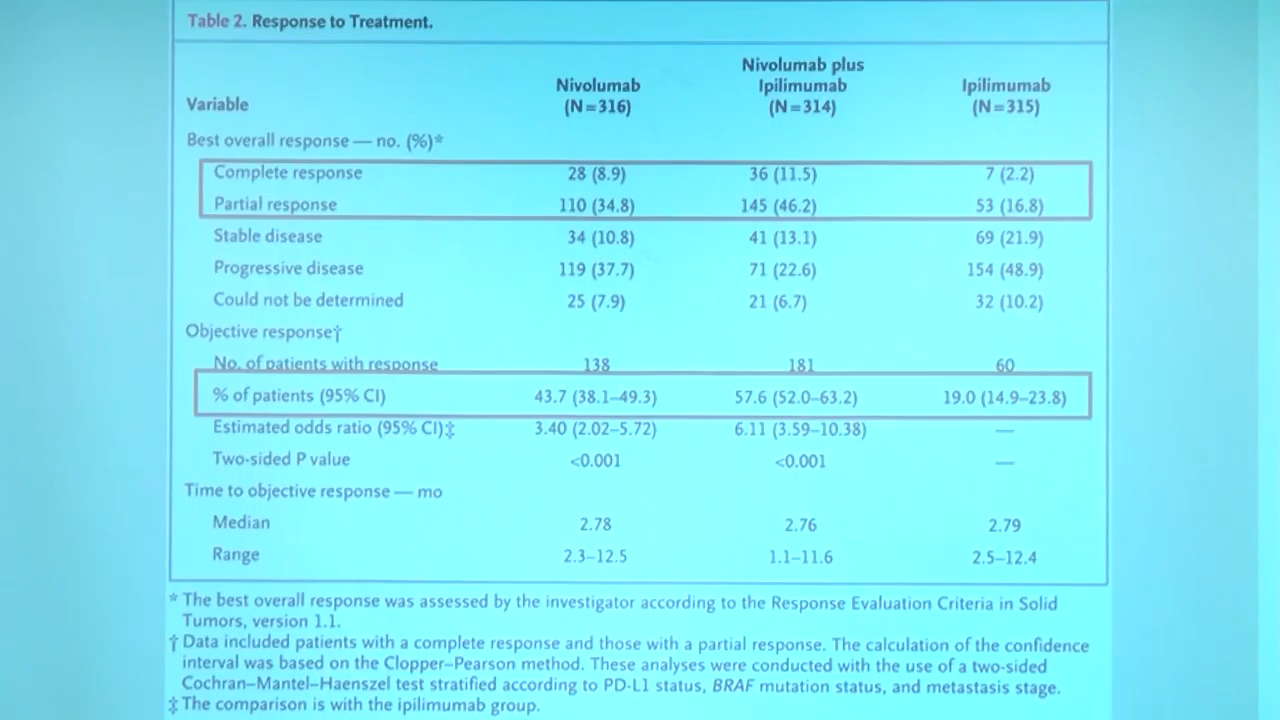 Table 2. Response to Treatment.
Nivolumab plus
Nivolumab Ipilimumab Ipilimumab
Variable (N=316) (N=314) (N=315)
Best overall response — no. (%)*
Complete response 28 (8.9) 36 (11.5) 7 (2.2)
Partial response 110 (34.8) 145 (46.2) 53 (16.8)
Stable disease 34 (10.8) 41 (13.1) 69 (21.9)
Progressive disease 119 (37.7) 71 (22.6) 154 (48.9)
Could not be determined 25 (7.9) 21 (6.7) 32 (10.2)
Objective response†
No. of patients with response 138 181 60
% of patients (95% CI) 43.7 (38.1–49.3) 57.6 (52.0–63.2) 19.0 (14.9–23.8)
Estimated odds ratio (95% CI)‡ 3.40 (2.02–5.72) 6.11 (3.59–10.38) —
Two-sided P value <0.001 <0.001 —
Time to objective response — mo
Median 2.78 2.76 2.79
Range 2.3–12.5 1.1–11.6 2.5–12.4
* The best overall response was assessed by the investigator according to the Response Evaluation Criteria in Solid
Tumors, version 1.1.
† Data included patients with a complete response and those with a partial response. The calculation of the confidence
interval was based on the Clopper–Pearson method. These analyses were conducted with the use of a two-sided
Cochran–Mantel–Haenszel test stratified according to PD-L1 status, BRAF mutation status, and metastasis stage.
‡ The comparison is with the ipilimumab group.